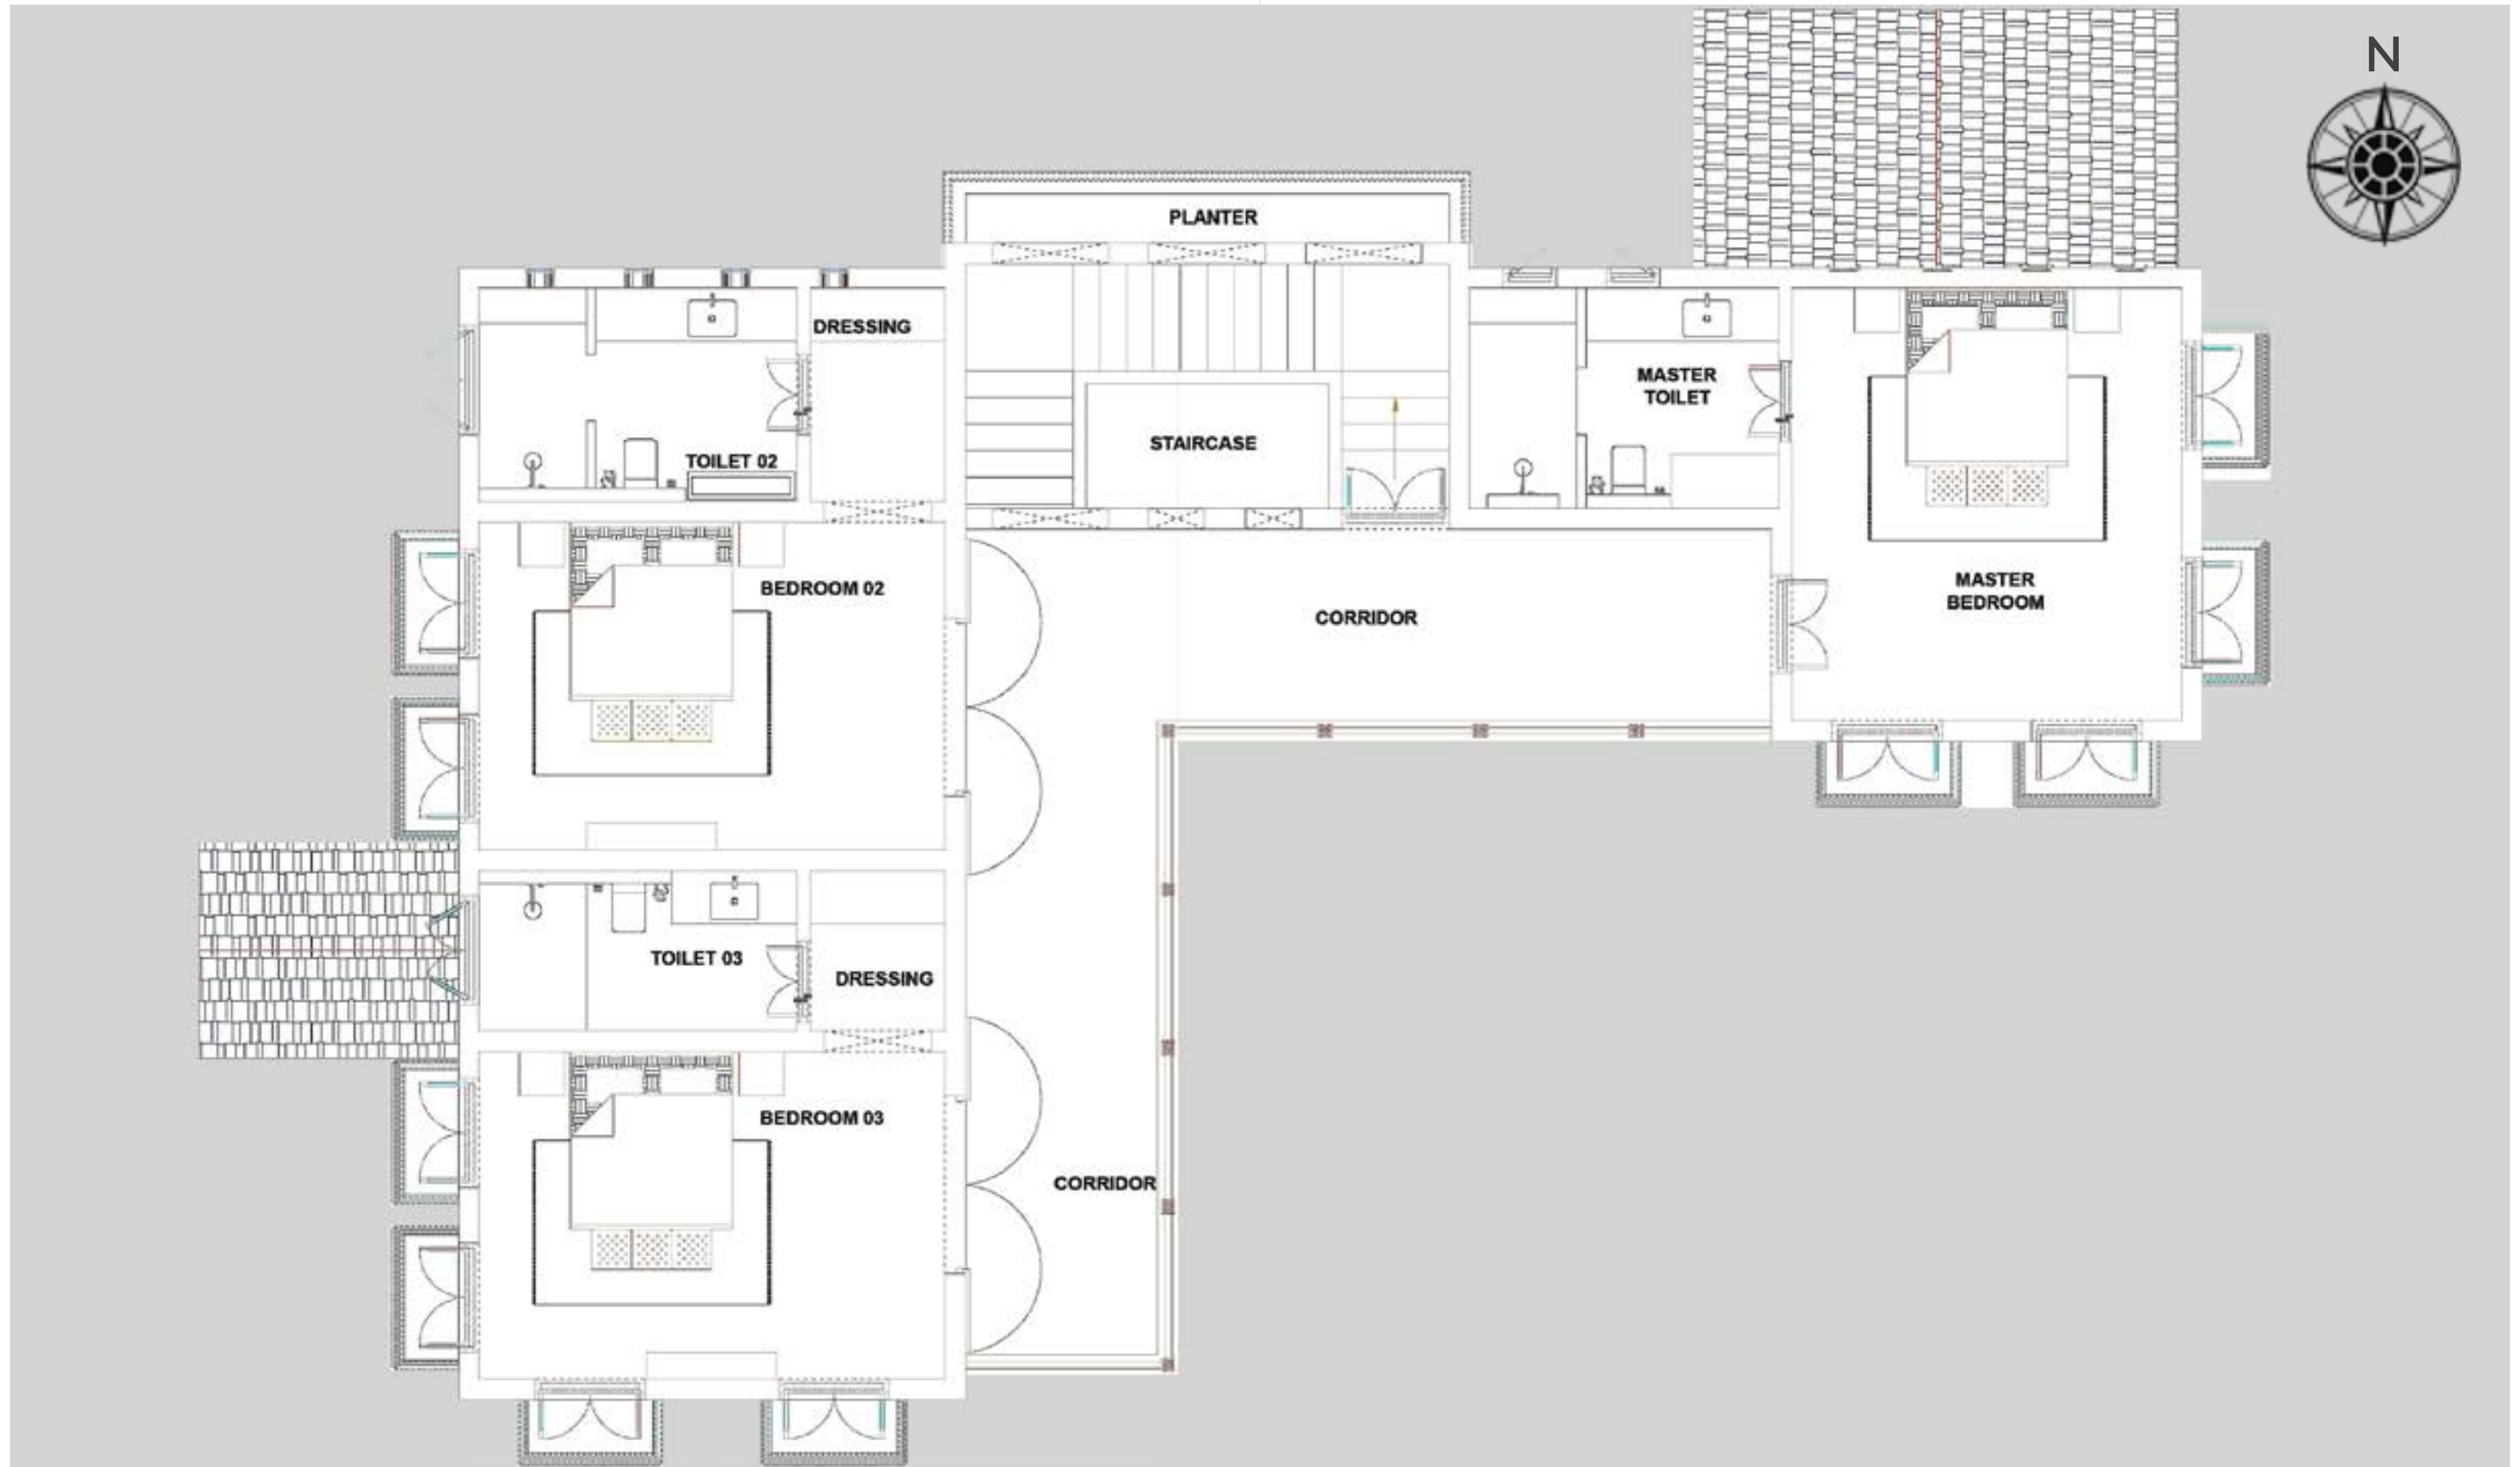 N
PLANTER
DRESSING
MASTER
TOILET
STAIRCASE
TOILET 02
BEDROOM 02
MASTER
BEDROOM
CORRIDOR
TOILET 03
DRESSING
BEDROOM 03
CORRIDOR